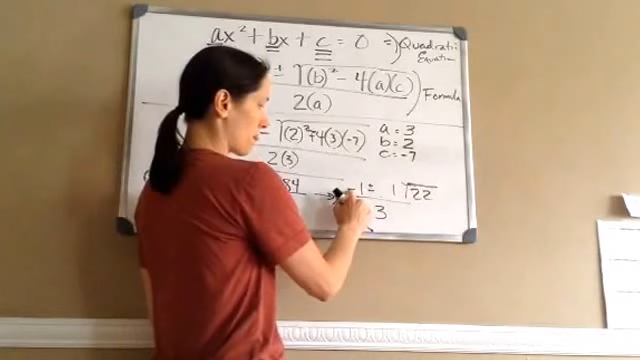 ax² + bx + c = 0 ⇒ Quadratic Equation
± √(b)² - 4(a)(c) Formula
2(a)
- √(2)² - 4(3)(-7) a = 3
b = 2
2(3) c = -7
84 → -1 ± 1√22
3